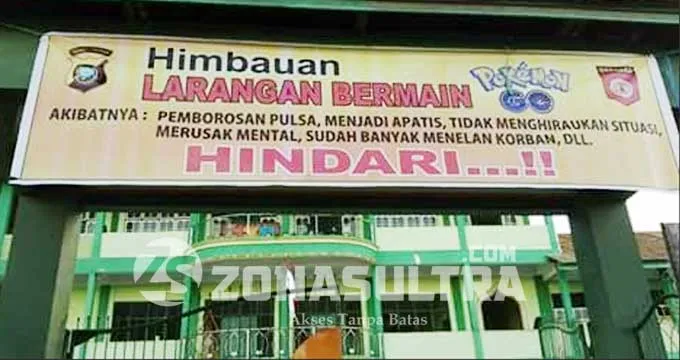 Himbauan
LARANGAN BERMAIN POKéMON GO
AKIBATNYA : PEMBOROSAN PULSA, MENJADI APATIS, TIDAK MENGHIRAUKAN SITUASI,
MERUSAK MENTAL, SUDAH BANYAK MENELAN KORBAN, DLL.
HINDARI...!!
ZONASULTRA.COM
Akses Tanpa Batas